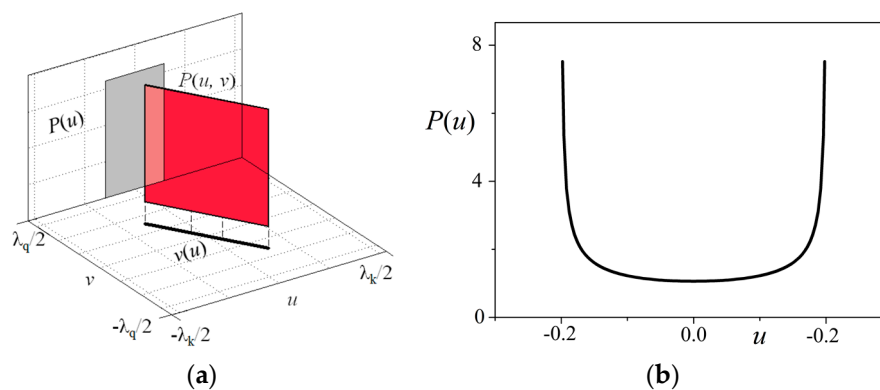 P(u, v)
P(u)
v(u)
λq/2
λk/2
v
u
-λq/2
-λk/2
(a)
8
P(u)
4
0
-0.2
0.0
u
-0.2
(b)